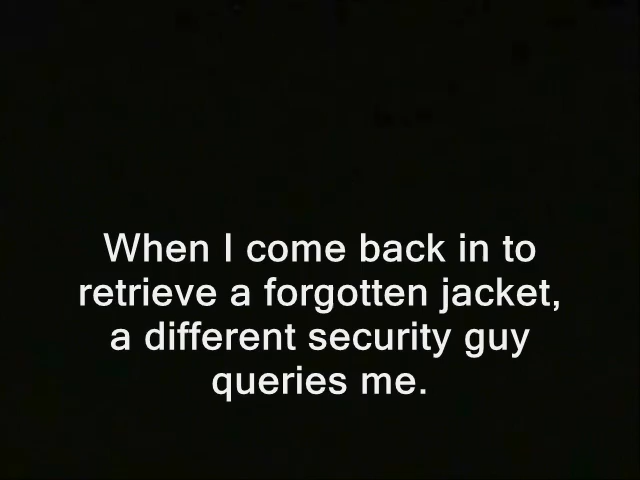 When I come back in to
retrieve a forgotten jacket,
a different security guy
queries me.